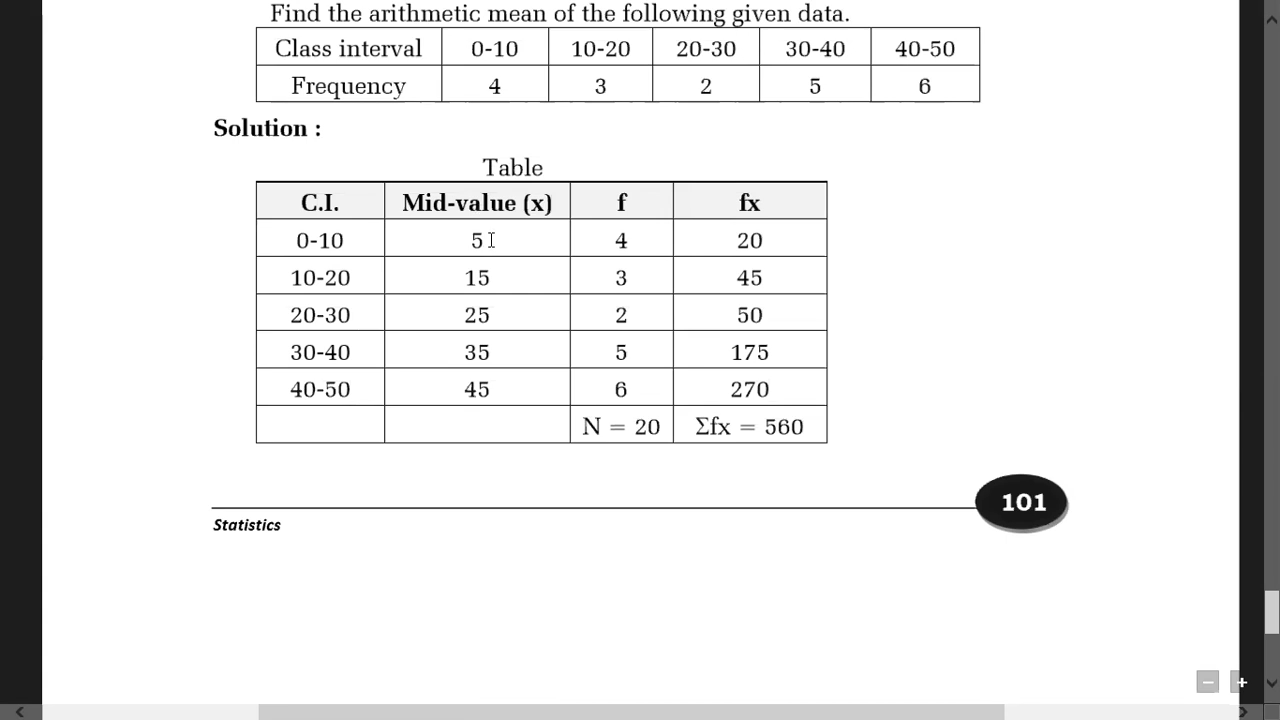 Find the arithmetic mean of the following given data.
Class interval 0-10 10-20 20-30 30-40 40-50
Frequency 4 3 2 5 6
Solution :
Table
C.I. Mid-value (x) f fx
0-10 5 4 20
10-20 15 3 45
20-30 25 2 50
30-40 35 5 175
40-50 45 6 270
N = 20 Σfx = 560
101
Statistics